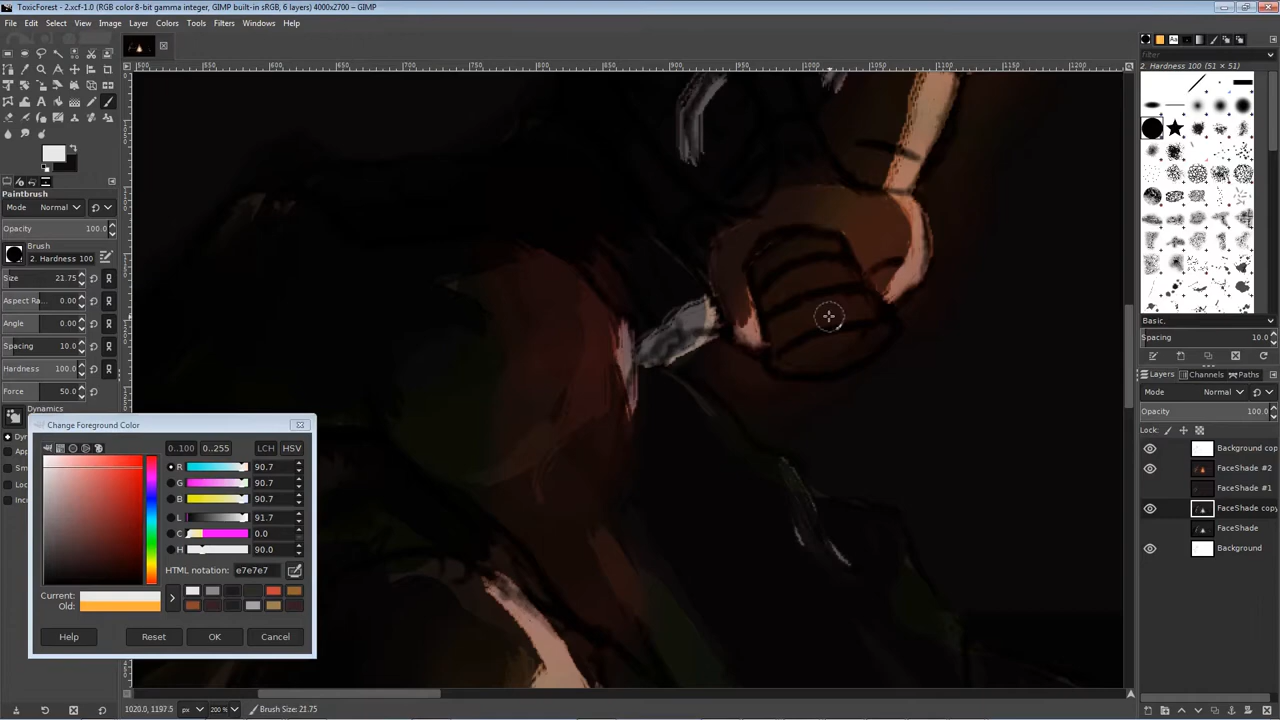 ToxicForest - 2.xcf-1.0 (RGB color 8-bit gamma integer, GIMP built-in sRGB, 6 layers) 4000x2700 – GIMP
File Edit Select View Image Layer Colors Tools Filters Windows Help
Filter
2. Hardness 100 (51 × 51)
Paintbrush
Mode Normal
Opacity 100.0
Brush
2. Hardness 100
Size 21.75
Aspect Ra... 0.00
Angle 0.00
Spacing 10.0
Hardness 100.0
Force 50.0
Dynamics
Basic,
Spacing 10.0
Layers Channels Paths
Mode Normal
Opacity 100.0
Lock:
Background cop
FaceShade #2
FaceShade #1
FaceShade copy
FaceShade
Background
Change Foreground Color
0..100 0..255 LCH HSV
R 90.7
G 90.7
B 90.7
L 91.7
C 0.0
H 90.0
HTML notation: e7e7e7
Current:
Old:
Help Reset OK Cancel
1020.0, 1197.5 px 200 % Brush Size: 21.75